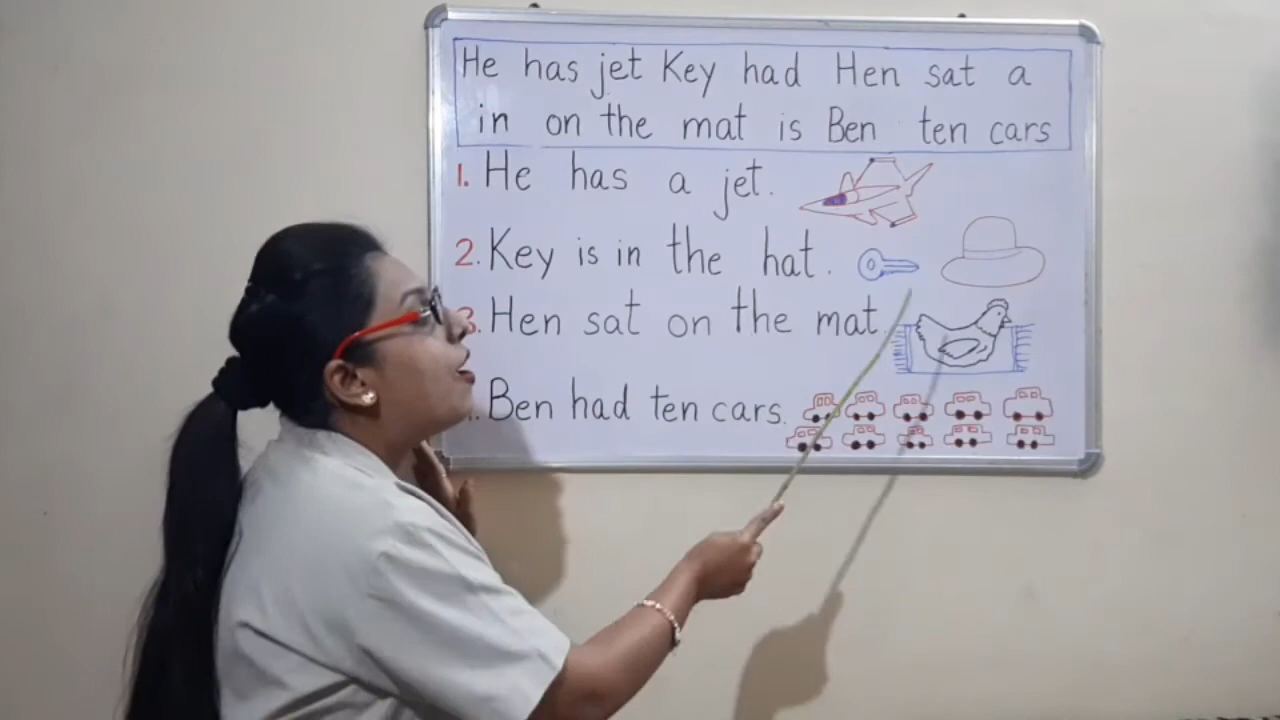 He has jet Key had Hen sat a
in on the mat is Ben ten cars
1. He has a jet.
2. Key is in the hat.
3. Hen sat on the mat.
Ben had ten cars.